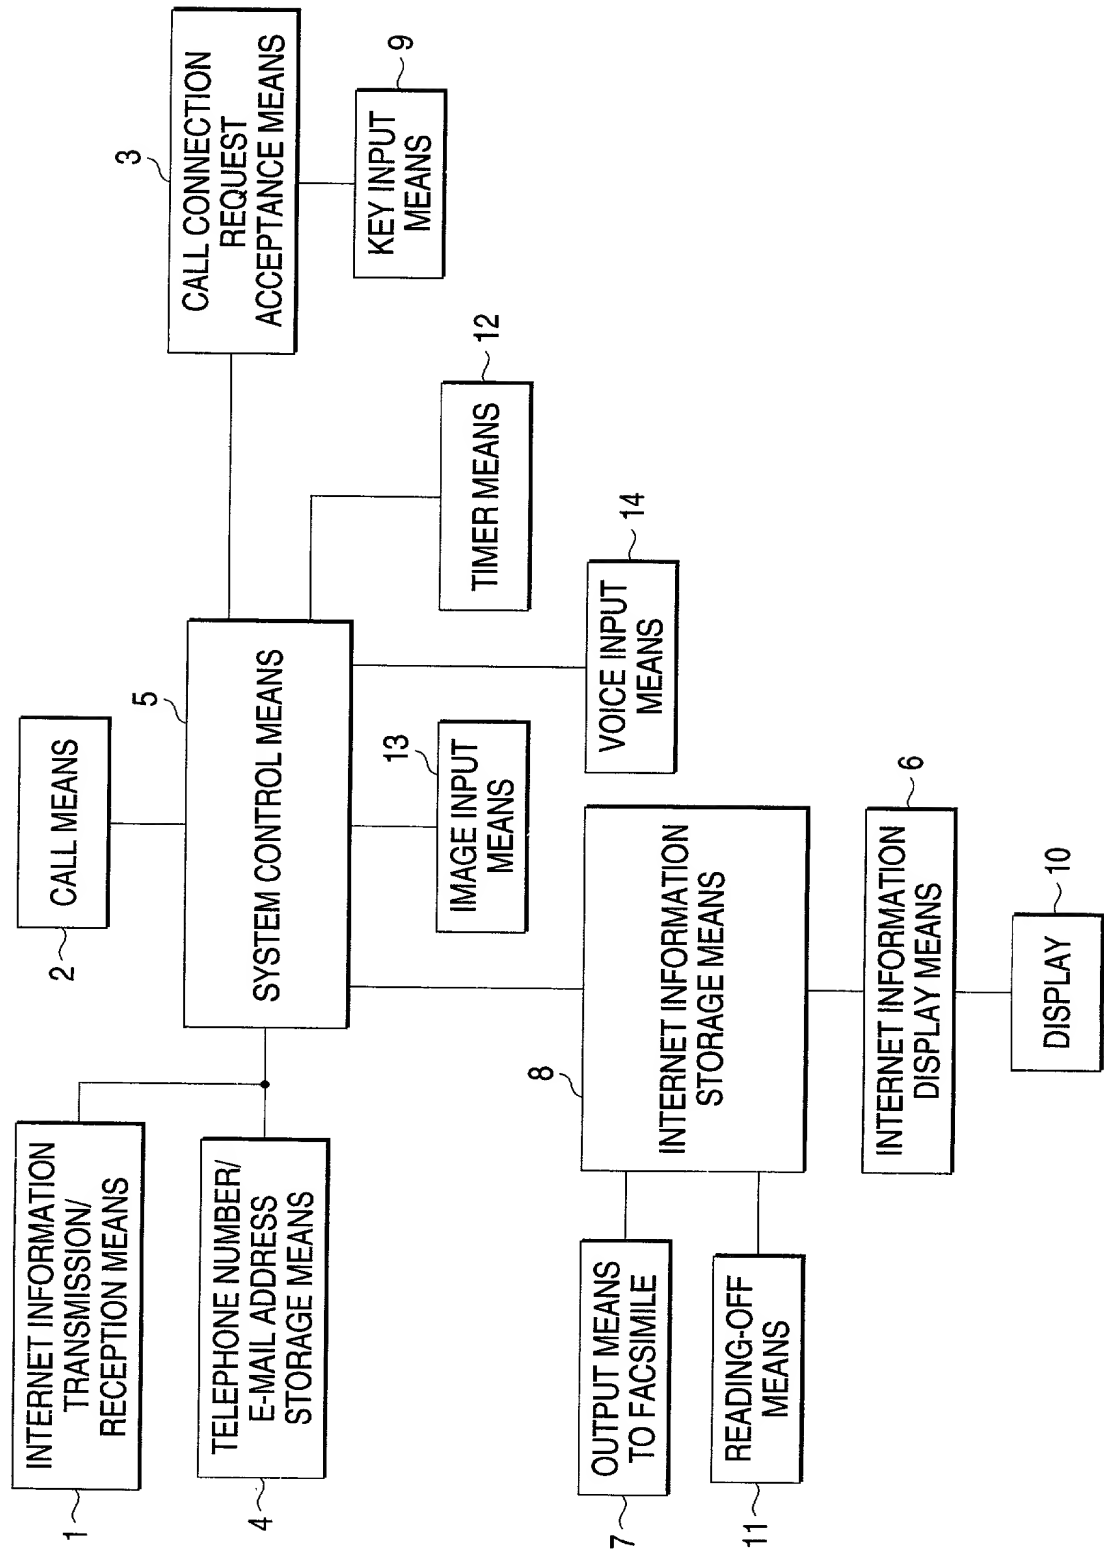 1
INTERNET INFORMATION
TRANSMISSION/
RECEPTION MEANS
2
CALL MEANS
3
CALL CONNECTION
REQUEST
ACCEPTANCE MEANS
4
TELEPHONE NUMBER/
E-MAIL ADDRESS
STORAGE MEANS
5
SYSTEM CONTROL MEANS
9
KEY INPUT
MEANS
13
IMAGE INPUT
MEANS
12
TIMER MEANS
14
VOICE INPUT
MEANS
7
OUTPUT MEANS
TO FACSIMILE
8
INTERNET INFORMATION
STORAGE MEANS
11
READING-OFF
MEANS
6
INTERNET INFORMATION
DISPLAY MEANS
10
DISPLAY